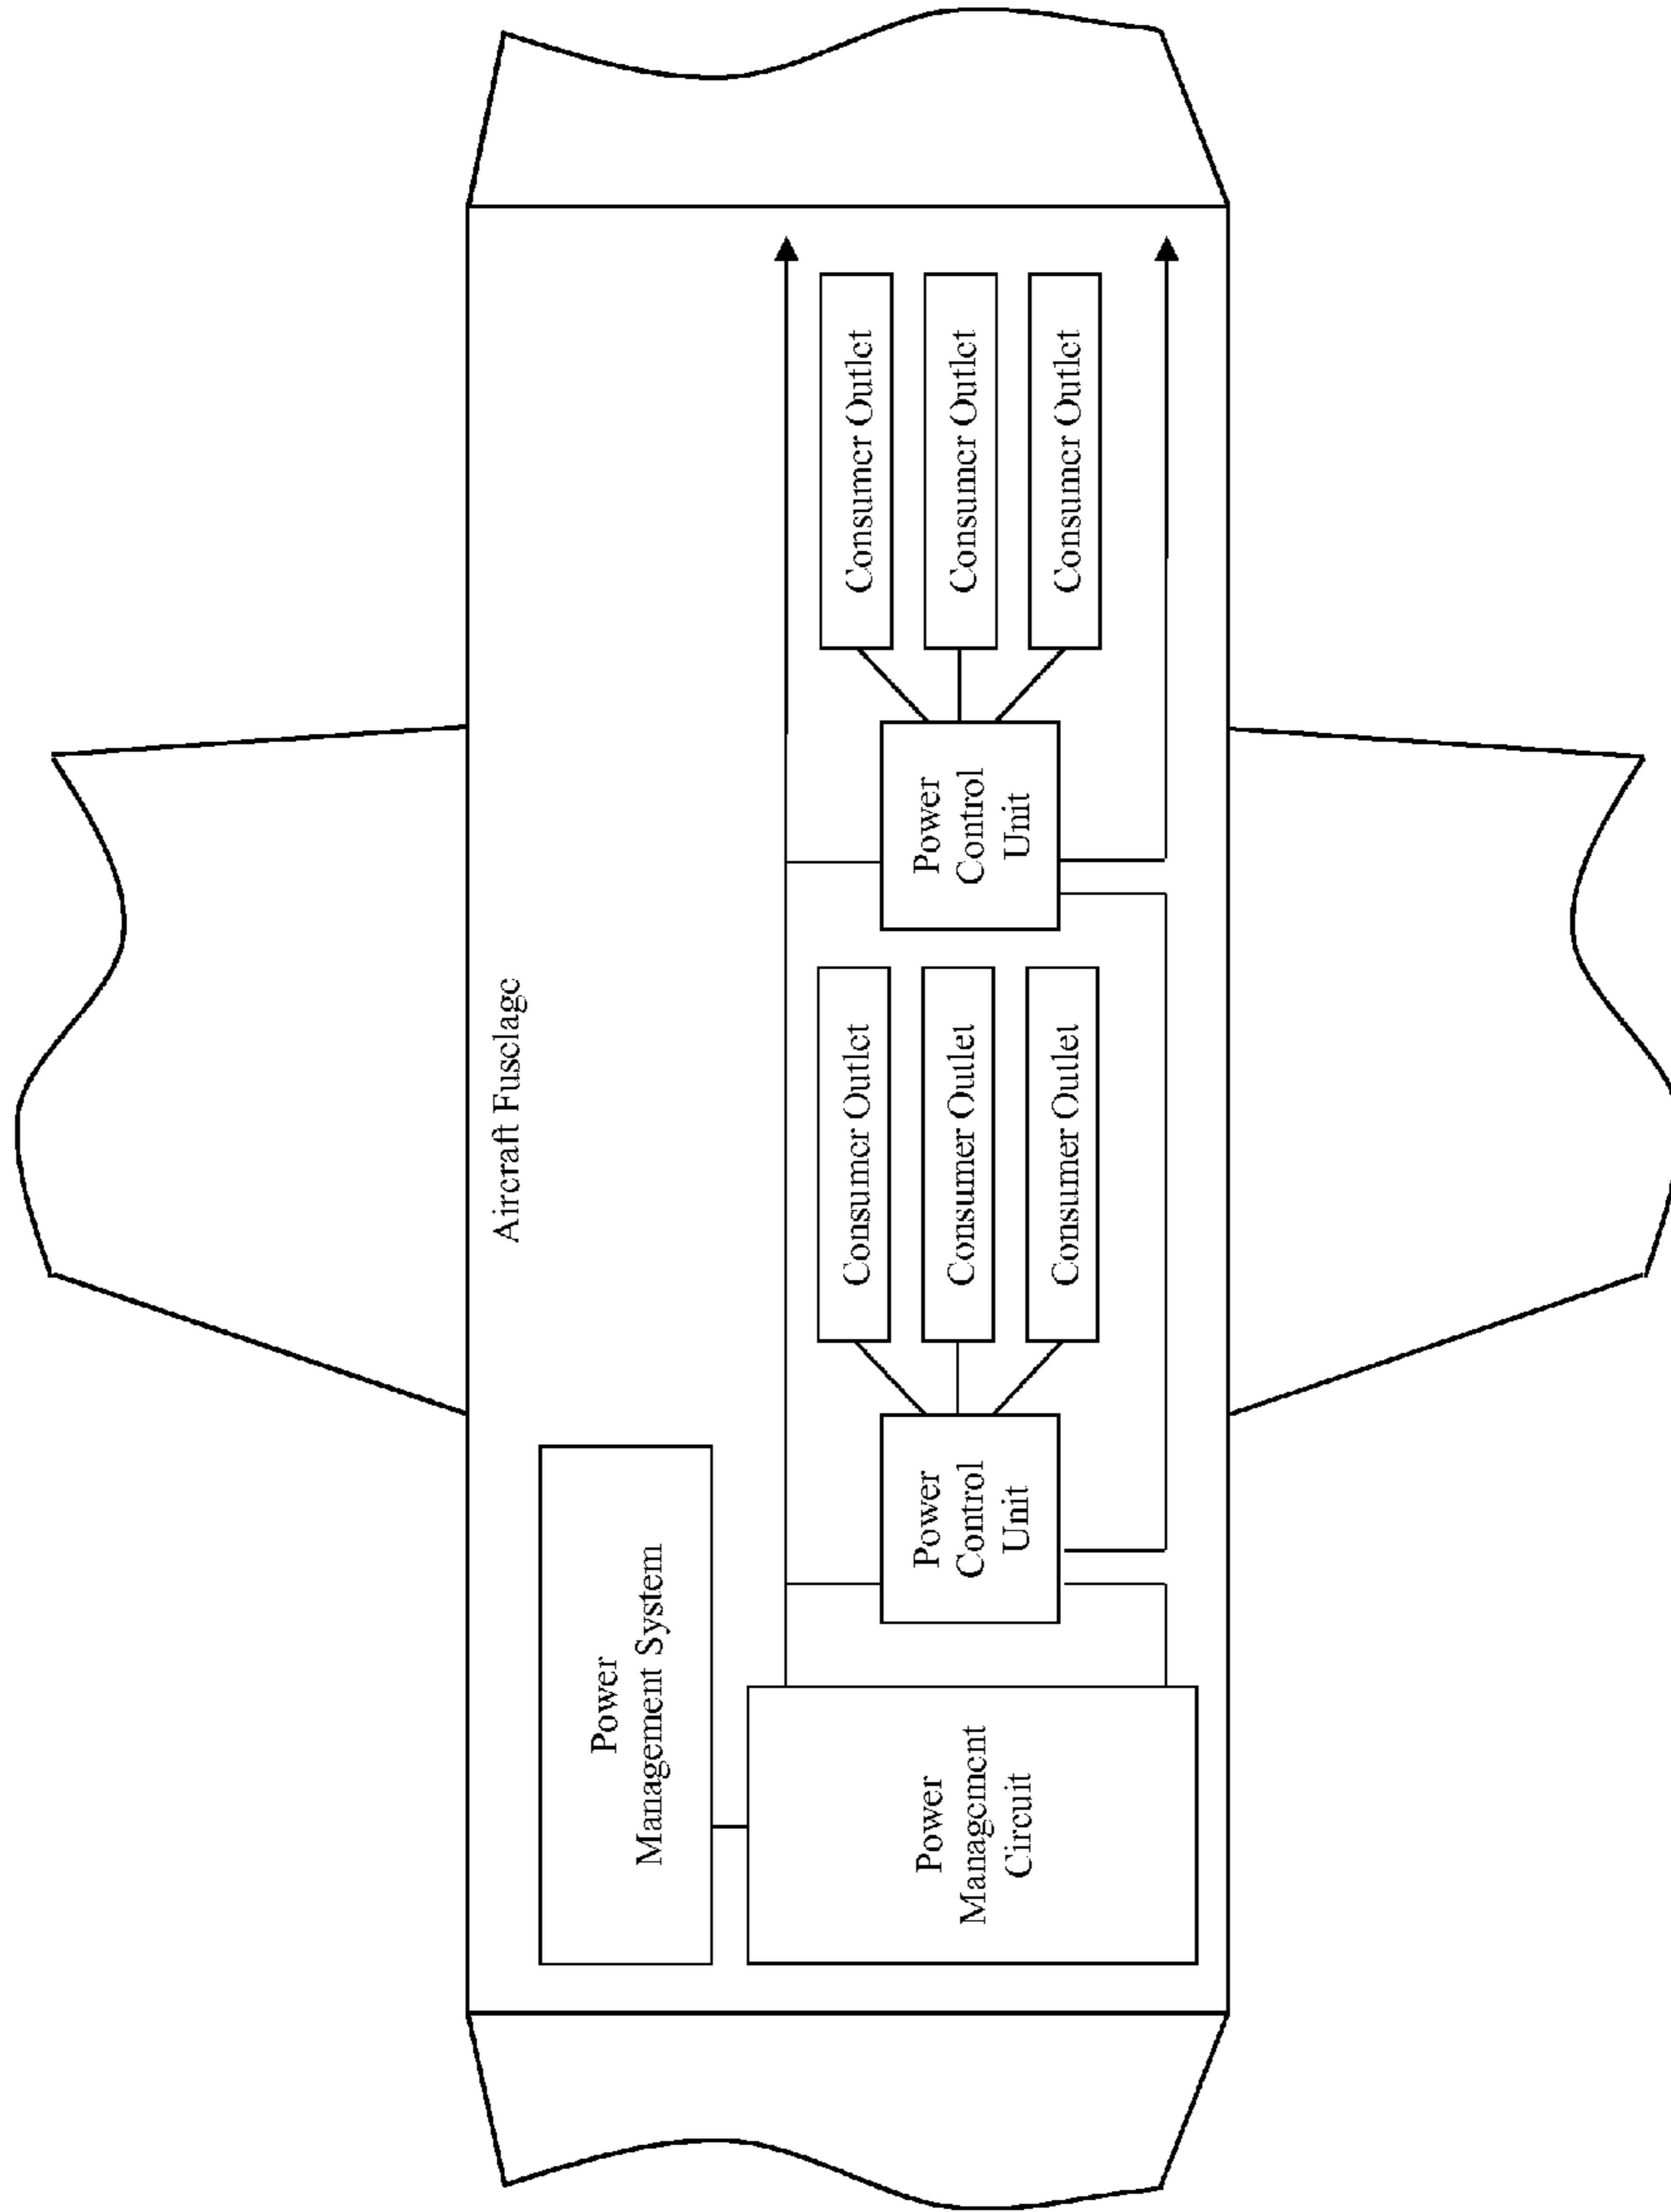 Aircraft Fuselage
Power
Management System
Power
Management
Circuit
Power
Control
Unit
Consumer Outlet
Consumer Outlet
Consumer Outlet
Power
Control
Unit
Consumer Outlet
Consumer Outlet
Consumer Outlet